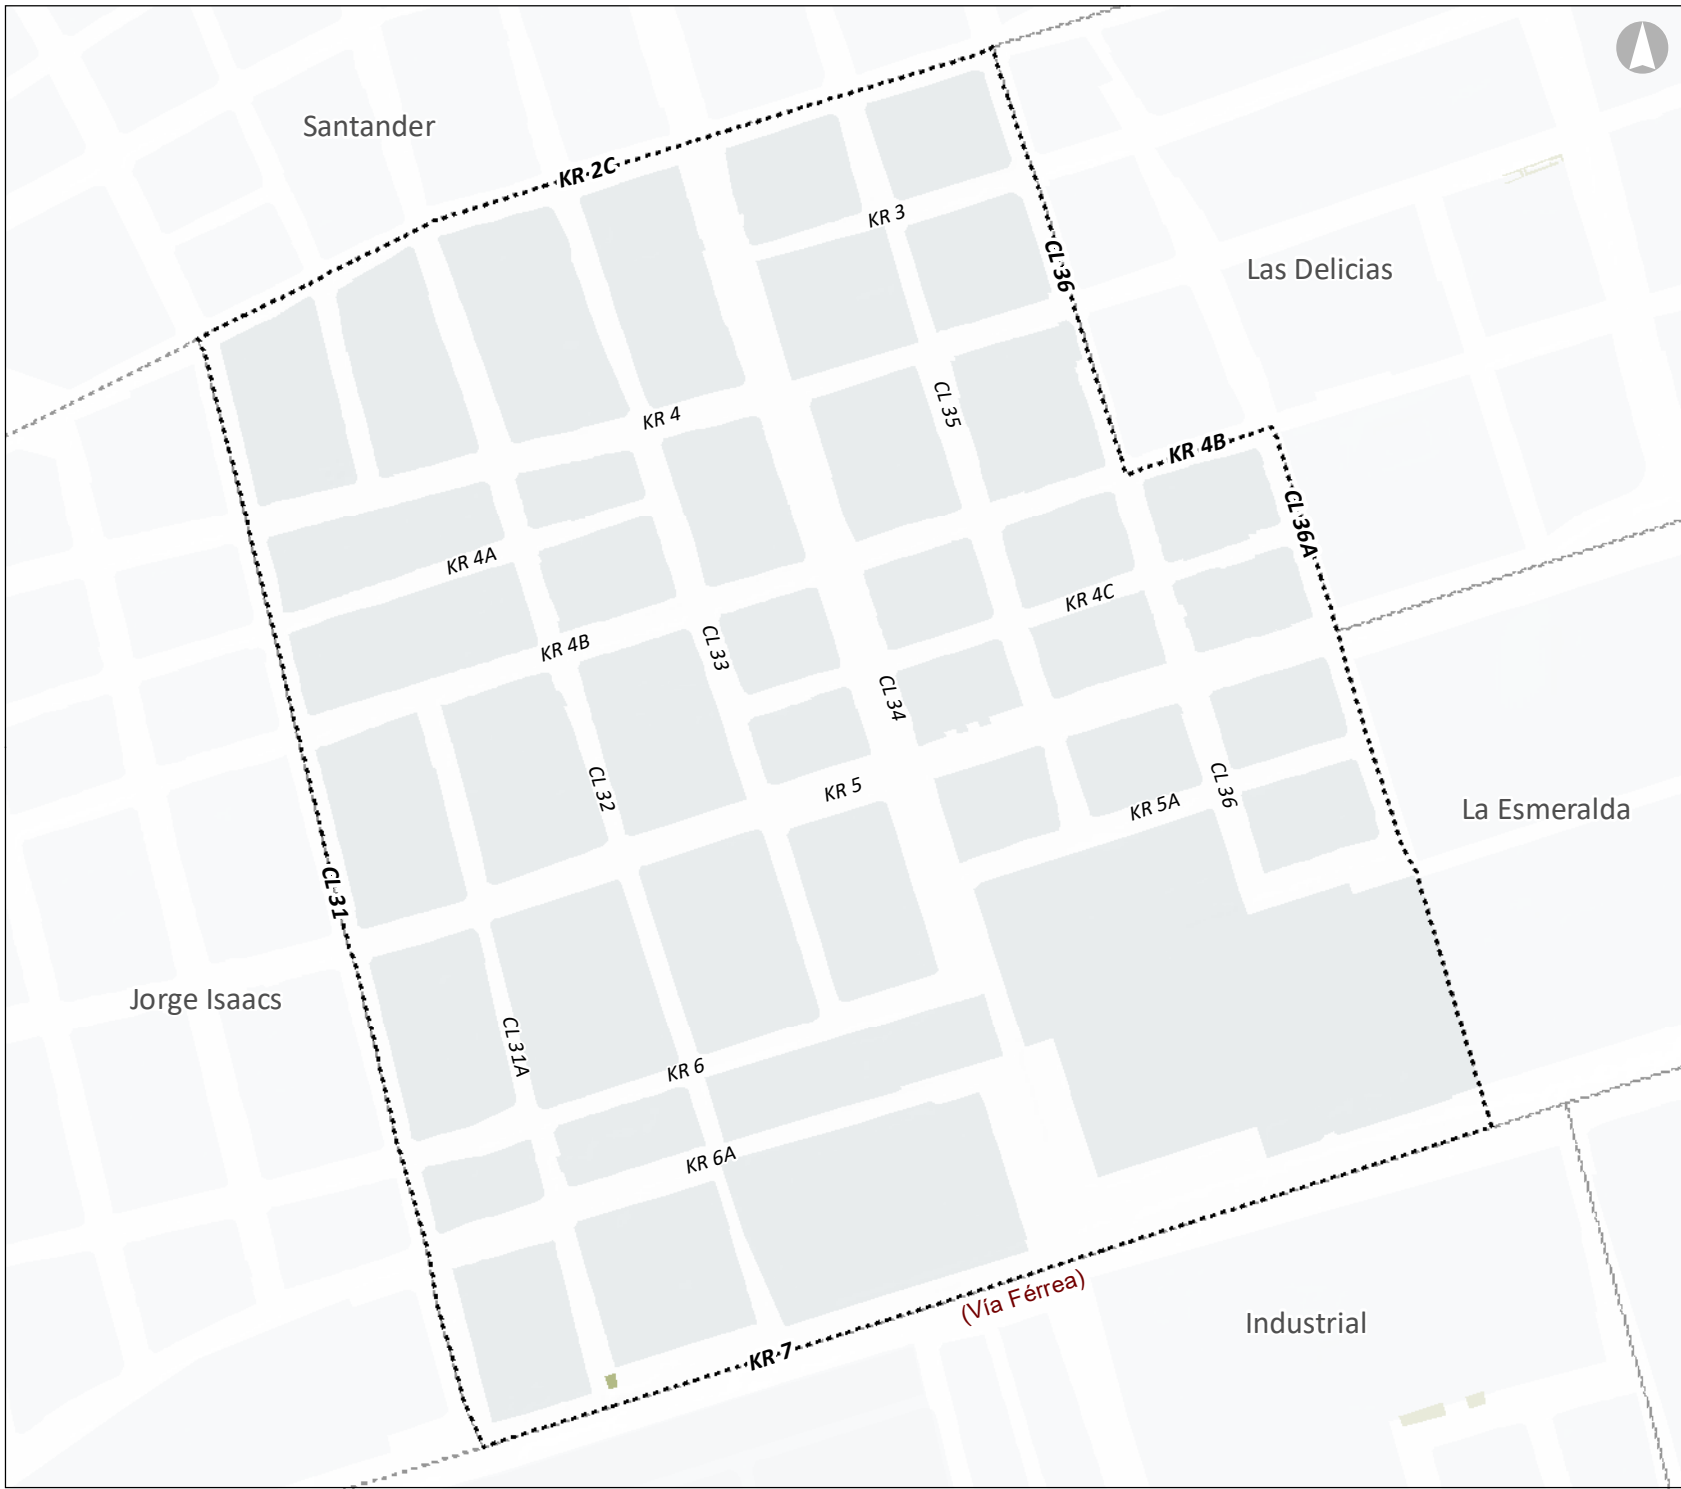 Santander
KR 2C
KR 3
CL 36
Las Delicias
KR 4
CL 35
KR 4B
CL 36A
KR 4A
KR 4C
KR 4B
CL 33
CL 34
CL 32
KR 5
CL 36
KR 5A
La Esmeralda
CL 31
Jorge Isaacs
CL 31A
KR 6
KR 6A
(Vía Férrea)
Industrial
KR 7